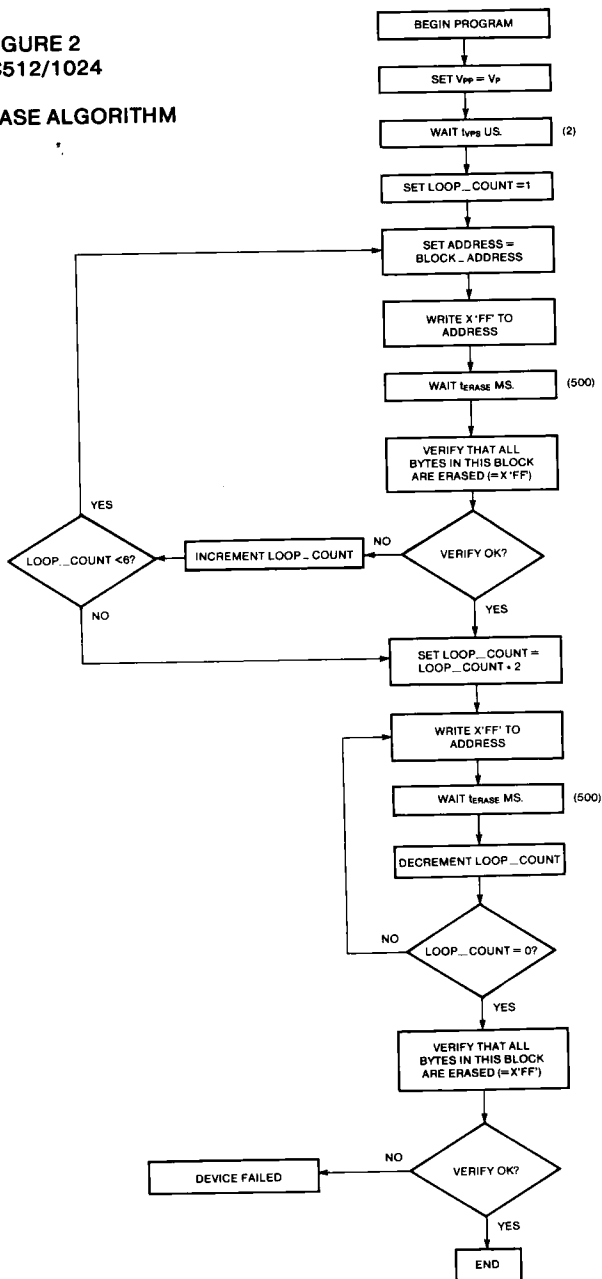 GURE 2
512/1024
ASE ALGORITHM
BEGIN PROGRAM
SET VPP = VP
WAIT tVPS US.
(2)
SET LOOP_COUNT = 1
SET ADDRESS =
BLOCK_ADDRESS
WRITE X'FF' TO
ADDRESS
WAIT tERASE MS.
(500)
VERIFY THAT ALL
BYTES IN THIS BLOCK
ARE ERASED (= X'FF')
VERIFY OK?
NO
INCREMENT LOOP_COUNT
LOOP_COUNT <6?
YES
NO
YES
SET LOOP_COUNT =
LOOP_COUNT * 2
WRITE X'FF' TO
ADDRESS
WAIT tERASE MS.
(500)
DECREMENT LOOP_COUNT
NO
LOOP_COUNT = 0?
YES
VERIFY THAT ALL
BYTES IN THIS BLOCK
ARE ERASED (= X'FF')
NO
VERIFY OK?
DEVICE FAILED
YES
END